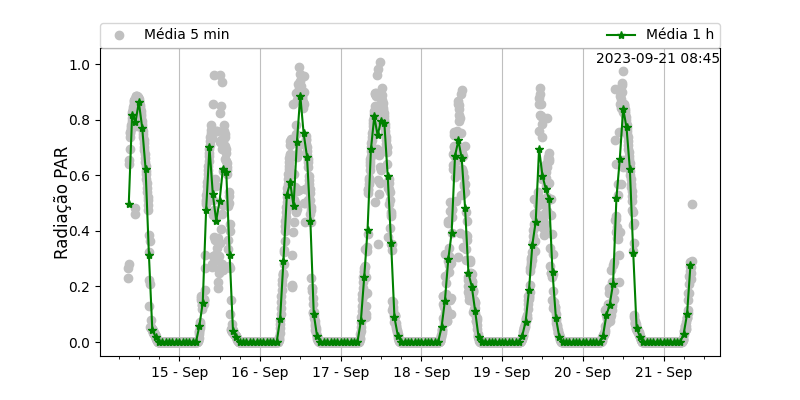 Média 5 min
Média 1 h
2023-09-21 08:45
Radiação PAR
1.0
0.8
0.6
0.4
0.2
0.0
15 - Sep
16 - Sep
17 - Sep
18 - Sep
19 - Sep
20 - Sep
21 - Sep